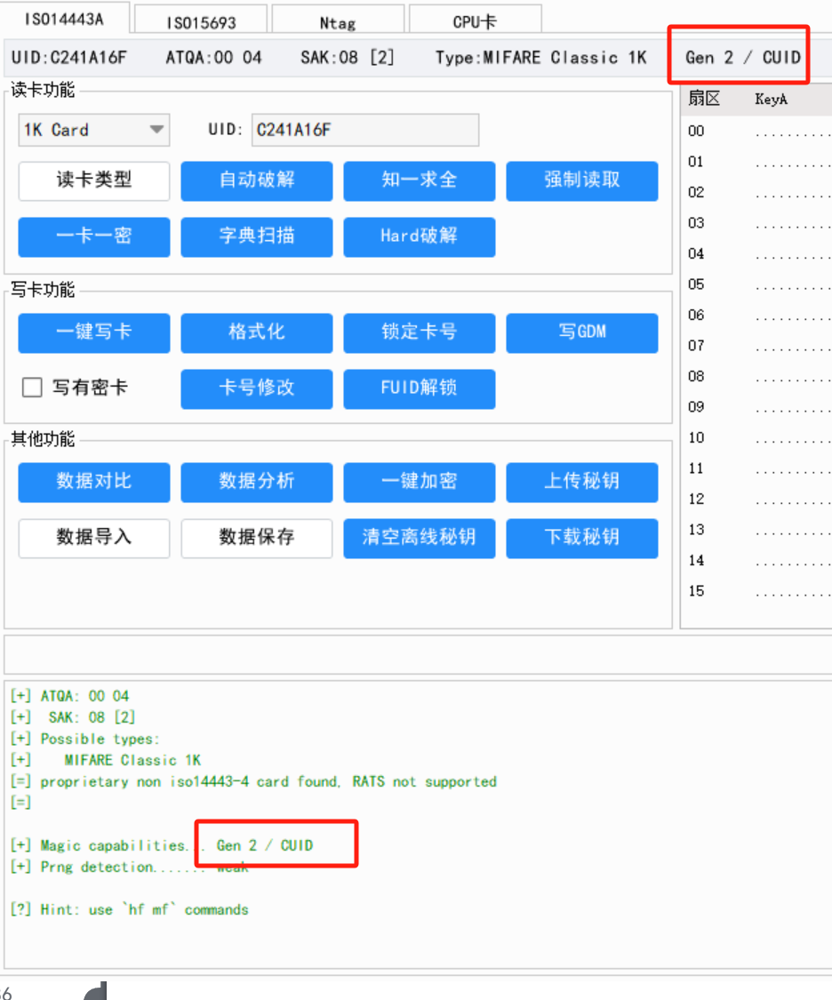 ISO14443A ISO15693 Ntag CPU卡
UID:C241A16F ATQA:00 04 SAK:08 [2] Type:MIFARE Classic 1K Gen 2 / CUID
读卡功能
1K Card UID: C241A16F
读卡类型 自动破解 知一求全 强制读取
一卡一密 字典扫描 Hard破解
写卡功能
一键写卡 格式化 锁定卡号 写GDM
写有密卡 卡号修改 FUID解锁
其他功能
数据对比 数据分析 一键加密 上传秘钥
数据导入 数据保存 清空离线秘钥 下载秘钥
扇区 KeyA
00 ..........
01 ..........
02 ..........
03 ..........
04 ..........
05 ..........
06 ..........
07 ..........
08 ..........
09 ..........
10 ..........
11 ..........
12 ..........
13 ..........
14 ..........
15 ..........
[+] ATQA: 00 04
[+] SAK: 08 [2]
[+] Possible types:
[+] MIFARE Classic 1K
[=] proprietary non iso14443-4 card found, RATS not supported
[=]
[+] Magic capabilities... Gen 2 / CUID
[+] Prng detection....... weak
[?] Hint: use `hf mf` commands